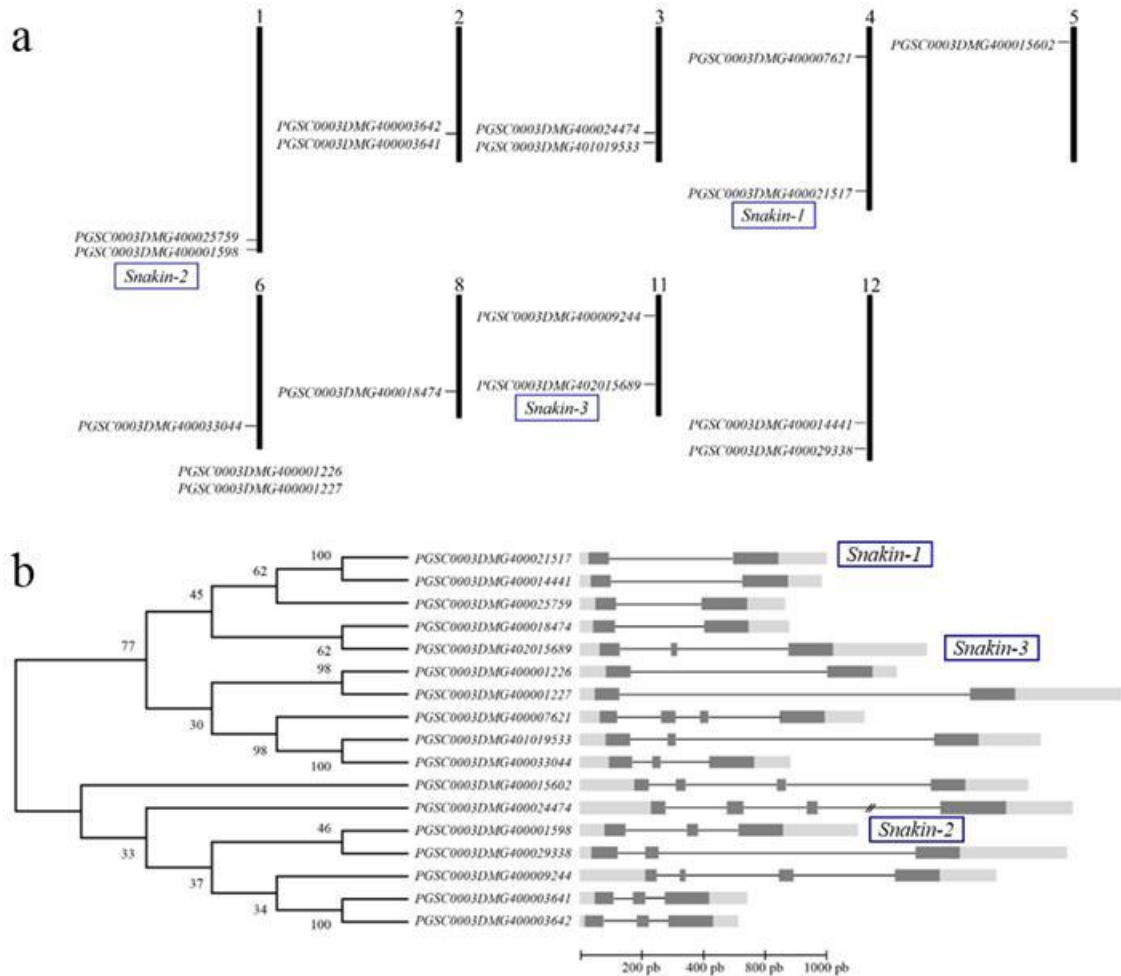 a
1
2
3
4
5
PGSC0003DMG400015602
PGSC0003DMG400007621
PGSC0003DMG400003642
PGSC0003DMG400003641
PGSC0003DMG400024474
PGSC0003DMG401019533
PGSC0003DMG400021517
Snakin-1
PGSC0003DMG400025759
PGSC0003DMG400001598
Snakin-2
6
8
11
12
PGSC0003DMG400009244
PGSC0003DMG400018474
PGSC0003DMG402015689
Snakin-3
PGSC0003DMG400033044
PGSC0003DMG400014441
PGSC0003DMG400029338
PGSC0003DMG400001226
PGSC0003DMG400001227
b
100
62
45
77
62
98
30
98
100
46
33
37
34
100
PGSC0003DMG400021517
Snakin-1
PGSC0003DMG400014441
PGSC0003DMG400025759
PGSC0003DMG400018474
PGSC0003DMG402015689
Snakin-3
PGSC0003DMG400001226
PGSC0003DMG400001227
PGSC0003DMG400007621
PGSC0003DMG401019533
PGSC0003DMG400033044
PGSC0003DMG400015602
PGSC0003DMG400024474
PGSC0003DMG400001598
Snakin-2
PGSC0003DMG400029338
PGSC0003DMG400009244
PGSC0003DMG400003641
PGSC0003DMG400003642
200 pb 400 pb 800 pb 1000 pb